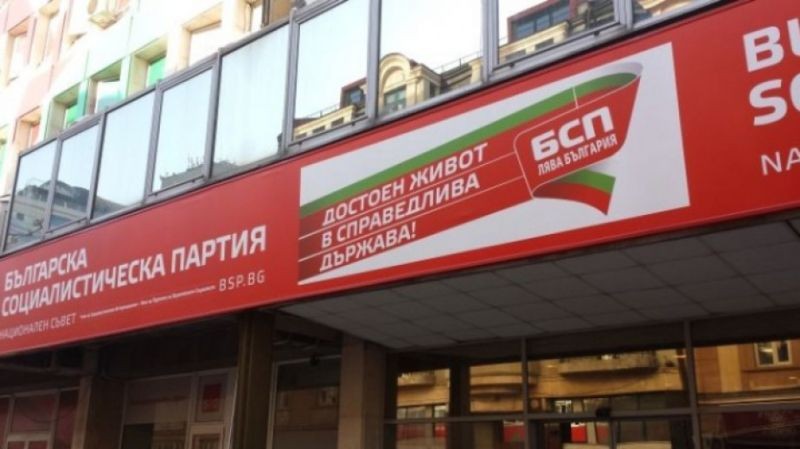 БЪЛГАРСКА
СОЦИАЛИСТИЧЕСКА ПАРТИЯ
НАЦИОНАЛЕН СЪВЕТ
BSP.BG
ДОСТОЕН ЖИВОТ
В СПРАВЕДЛИВА
ДЪРЖАВА!
БСП
ЛЯВА БЪЛГАРИЯ
BU
SO
NA